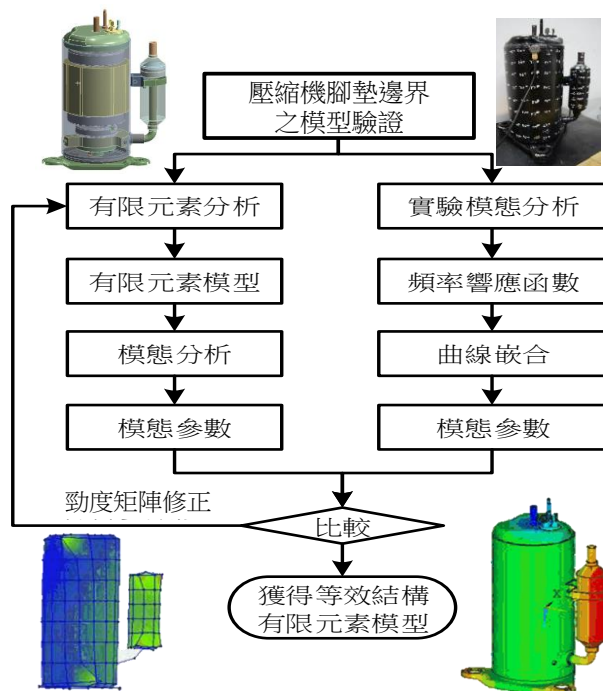 壓縮機腳墊邊界
之模型驗證
有限元素分析
實驗模態分析
有限元素模型
頻率響應函數
模態分析
曲線嵌合
模態參數
模態參數
勁度矩陣修正
比較
獲得等效結構
有限元素模型